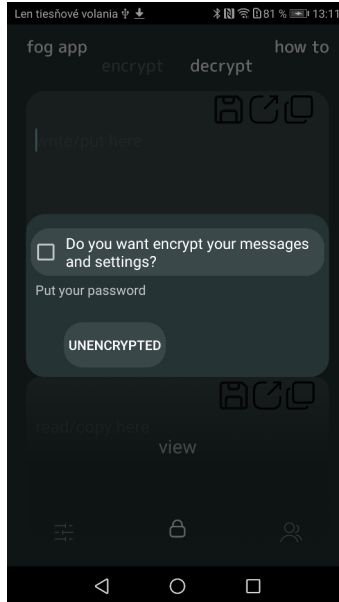 Len tiesňové volania 81 % 13:11
fog app how to
encrypt decrypt
write/put here
Do you want encrypt your messages
and settings?
Put your password
UNENCRYPTED
read/copy here
view